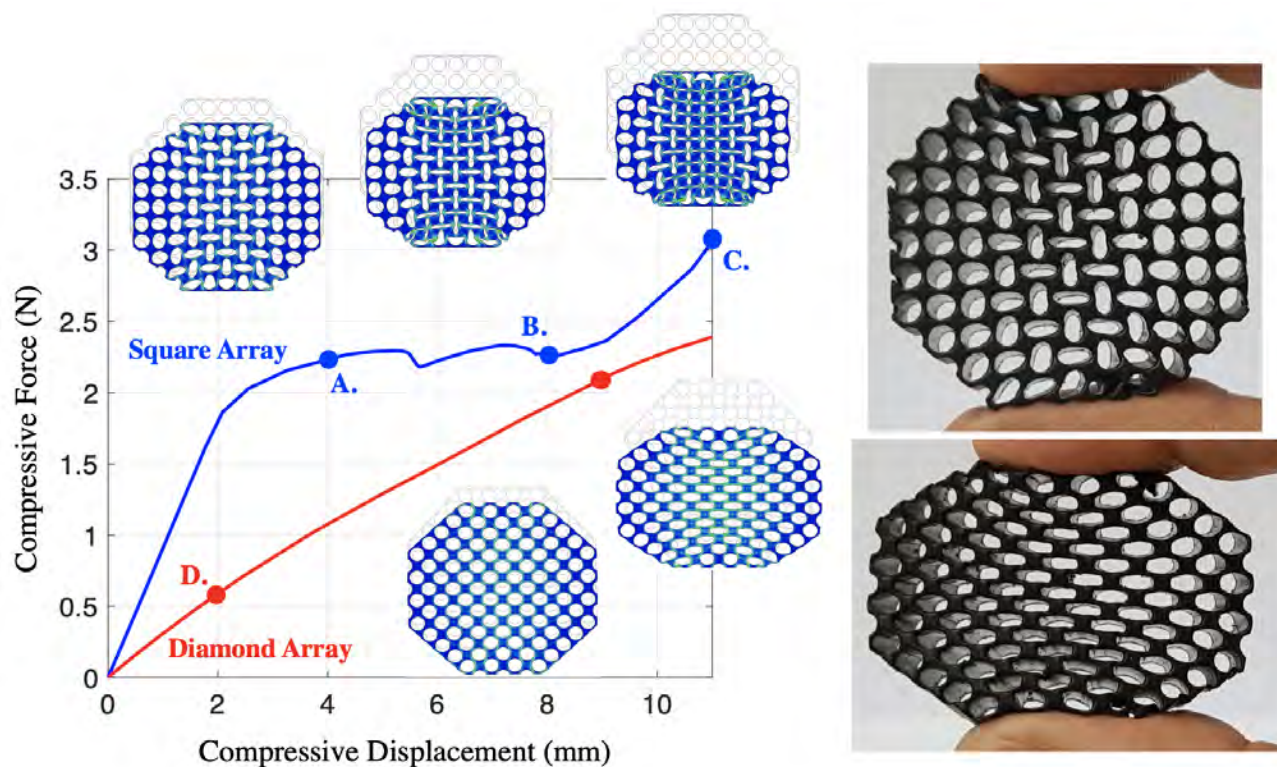 3.5
3
2.5
2
1.5
1
0.5
0
Compressive Force (N)
Square Array
A.
B.
C.
D.
Diamond Array
0 2 4 6 8 10
Compressive Displacement (mm)